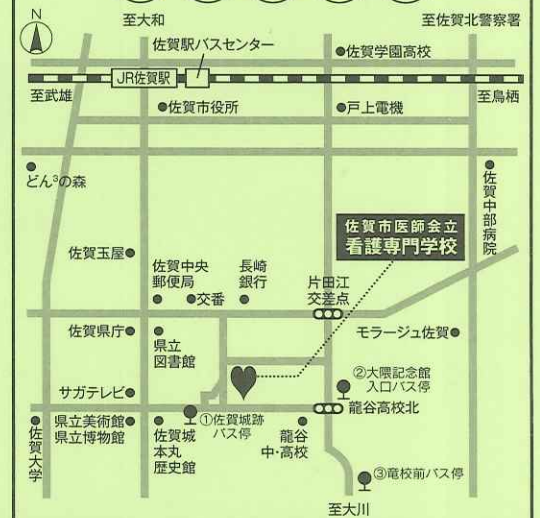 N
至大和
至佐賀北警察署
佐賀駅バスセンター
佐賀学園高校
JR佐賀駅
至武雄
至鳥栖
佐賀市役所
戸上電機
どん³の森
佐賀中部病院
佐賀市医師会立
看護専門学校
佐賀玉屋
佐賀中央
郵便局
交番
長崎
銀行
片田江
交差点
佐賀県庁
県立
図書館
モラージュ佐賀
サガテレビ
②大隈記念館
入口バス停
龍谷高校北
県立美術館
県立博物館
佐賀大学
佐賀城
本丸
歴史館
①佐賀城跡
バス停
龍谷
中・高校
③竜校前バス停
至大川